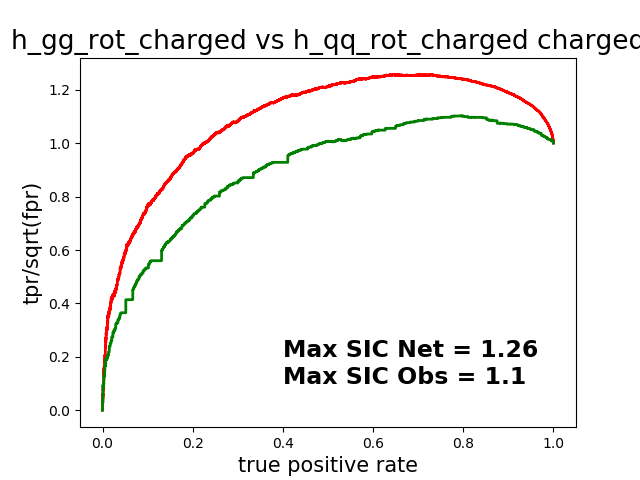 h_gg_rot_charged vs h_qq_rot_charged charged
1.2
1.0
0.8
0.6
0.4
0.2
0.0
tpr/sqrt(fpr)
Max SIC Net = 1.26
Max SIC Obs = 1.1
0.0 0.2 0.4 0.6 0.8 1.0
true positive rate